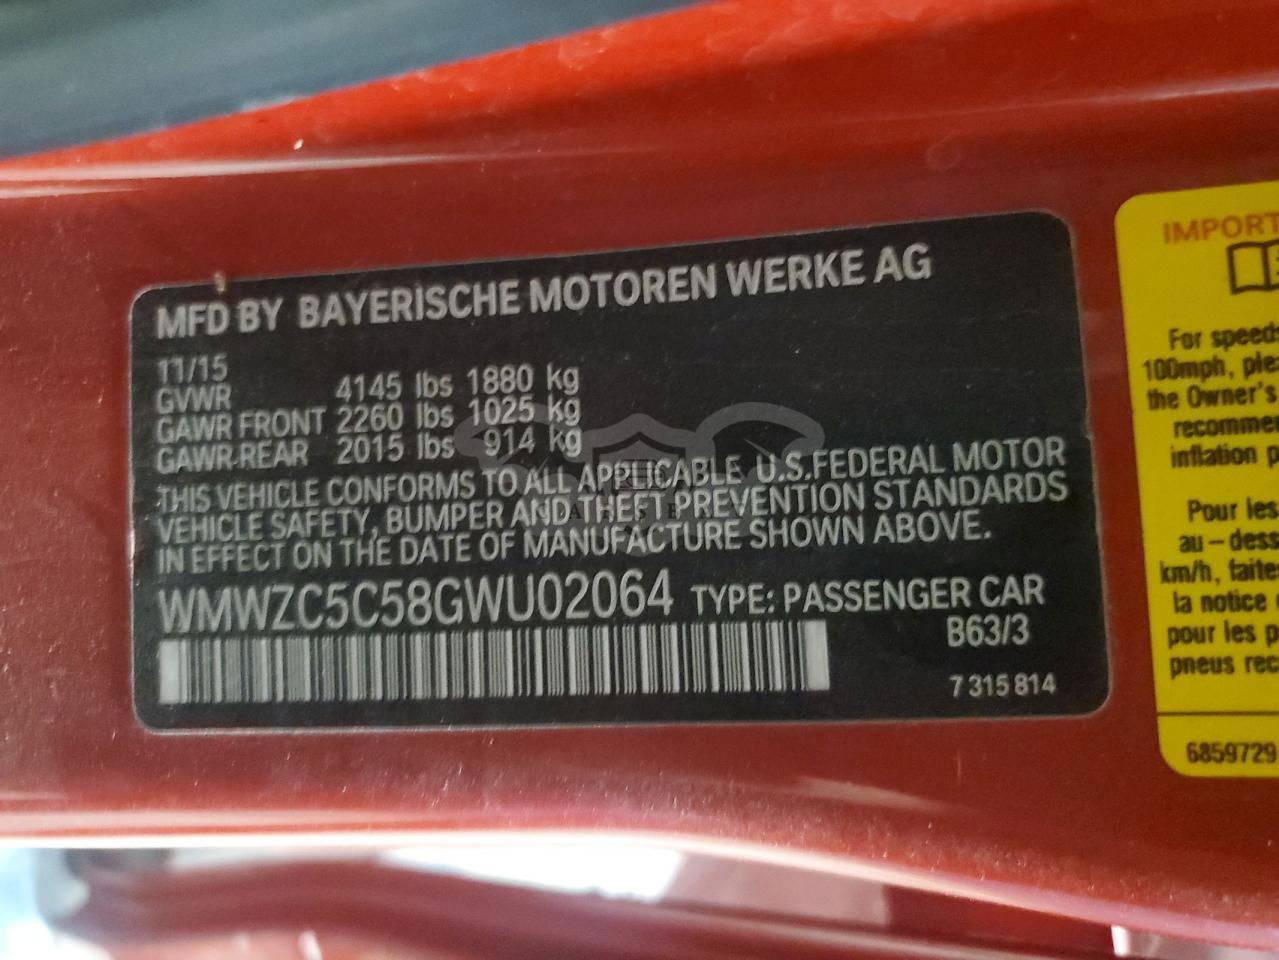 MFD BY BAYERISCHE MOTOREN WERKE AG
11/15
GVWR 4145 lbs 1880 kg
GAWR FRONT 2260 lbs 1025 kg
GAWR-REAR 2015 lbs 914 kg
THIS VEHICLE CONFORMS TO ALL APPLICABLE U.S.FEDERAL MOTOR
VEHICLE SAFETY, BUMPER AND THEFT PREVENTION STANDARDS
IN EFFECT ON THE DATE OF MANUFACTURE SHOWN ABOVE.
WMWZC5C58GWU02064 TYPE: PASSENGER CAR
B63/3
7 315 814
IMPORT
For speed
100mph, ple
the Owner's
recomme
inflation p
Pour les
au-dess
km/h, faite
la notice
pour les p
pneus rec
6859729